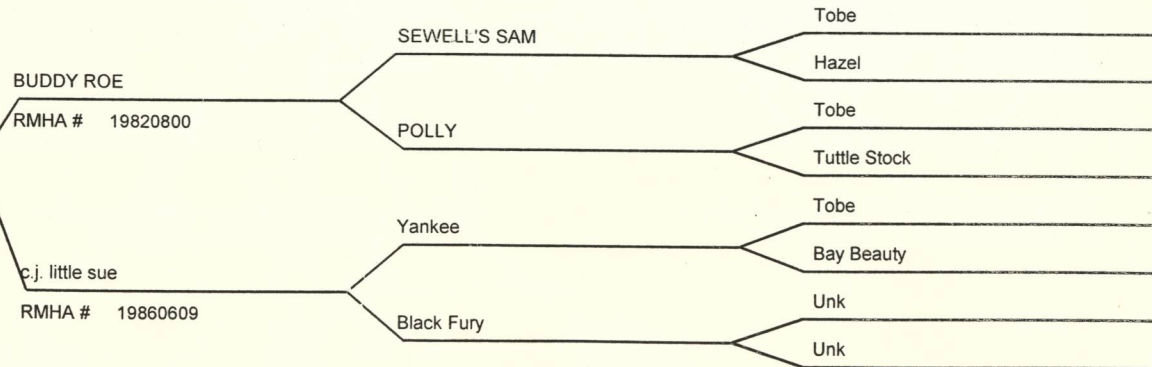 Tobe
SEWELL'S SAM
Hazel
BUDDY ROE
RMHA # 19820800
Tobe
POLLY
Tuttle Stock
Tobe
Yankee
Bay Beauty
c.j. little sue
RMHA # 19860609
Unk
Black Fury
Unk